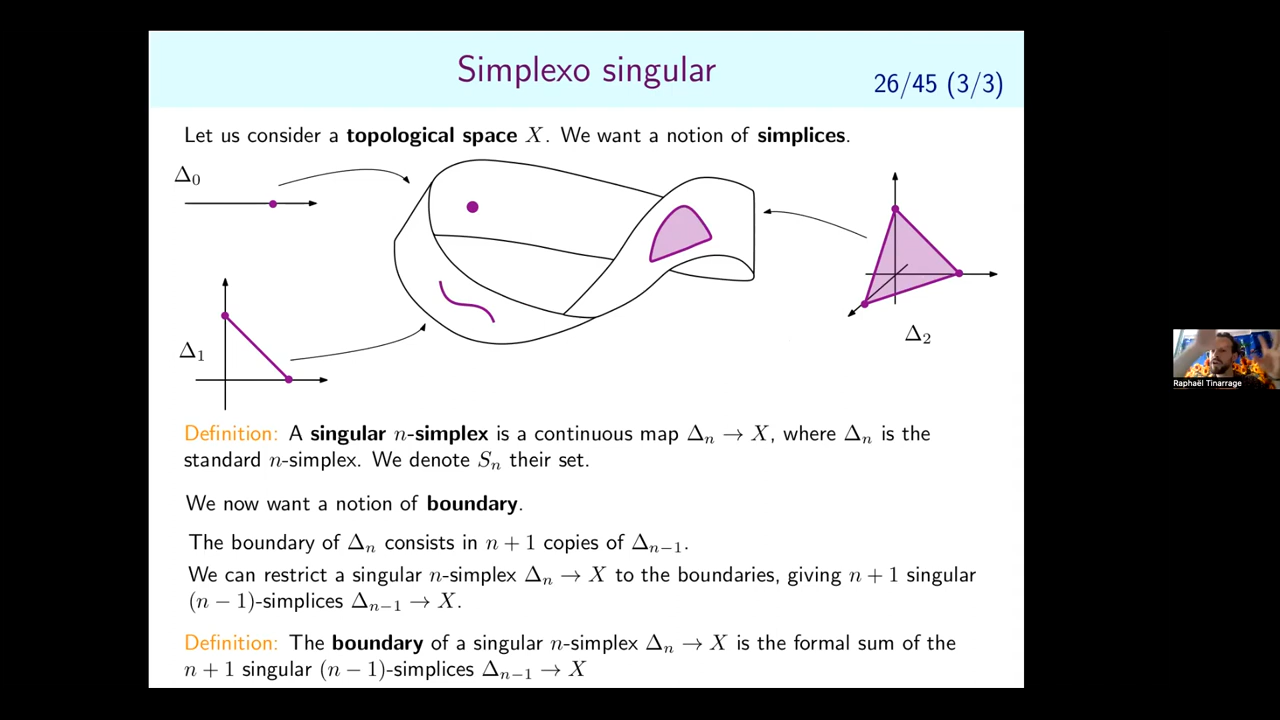 Simplexo singular
26/45 (3/3)
Let us consider a topological space X. We want a notion of simplices.
Δ₀
Δ₁
Δ₂
Definition: A singular n-simplex is a continuous map Δₙ → X, where Δₙ is the
standard n-simplex. We denote Sₙ their set.
We now want a notion of boundary.
The boundary of Δₙ consists in n + 1 copies of Δₙ₋₁.
We can restrict a singular n-simplex Δₙ → X to the boundaries, giving n + 1 singular
(n − 1)-simplices Δₙ₋₁ → X.
Definition: The boundary of a singular n-simplex Δₙ → X is the formal sum of the
n + 1 singular (n − 1)-simplices Δₙ₋₁ → X
Raphaël Tinarrage